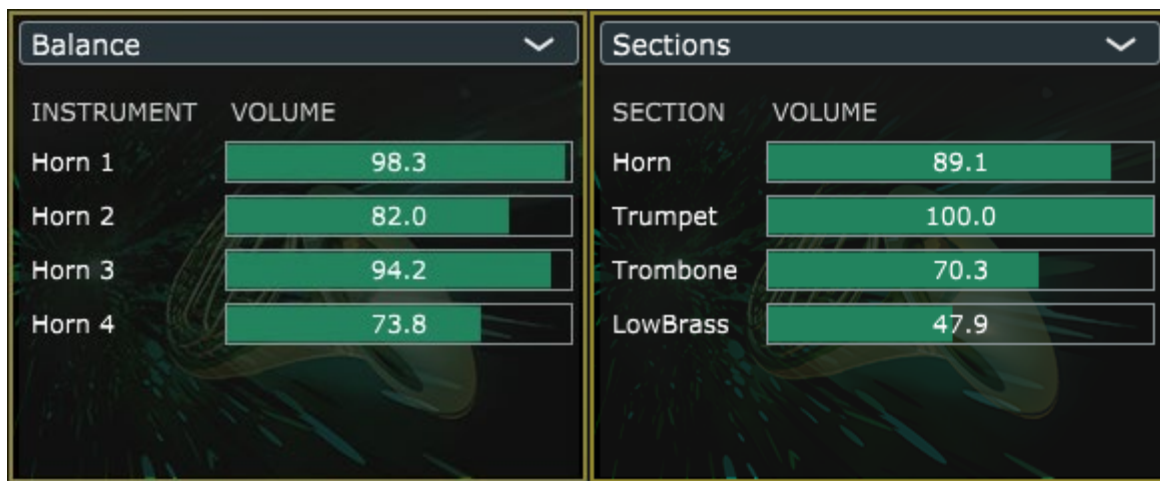 Balance
INSTRUMENT VOLUME
Horn 1 98.3
Horn 2 82.0
Horn 3 94.2
Horn 4 73.8
Sections
SECTION VOLUME
Horn 89.1
Trumpet 100.0
Trombone 70.3
LowBrass 47.9